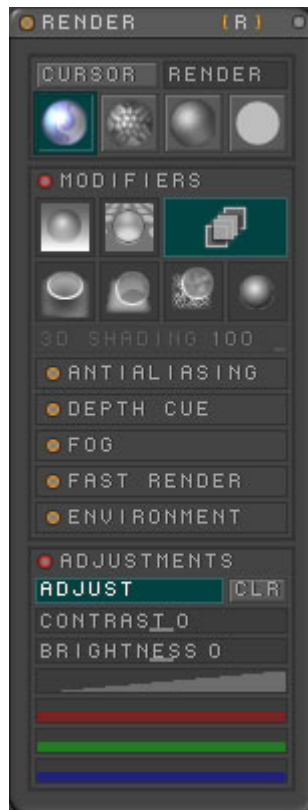 RENDER (R)
CURSOR RENDER
MODIFIERS
3D SHADING 100
ANTIALIASING
DEPTH CUE
FOG
FAST RENDER
ENVIRONMENT
ADJUSTMENTS
ADJUST CLR
CONTRAST 0
BRIGHTNESS 0